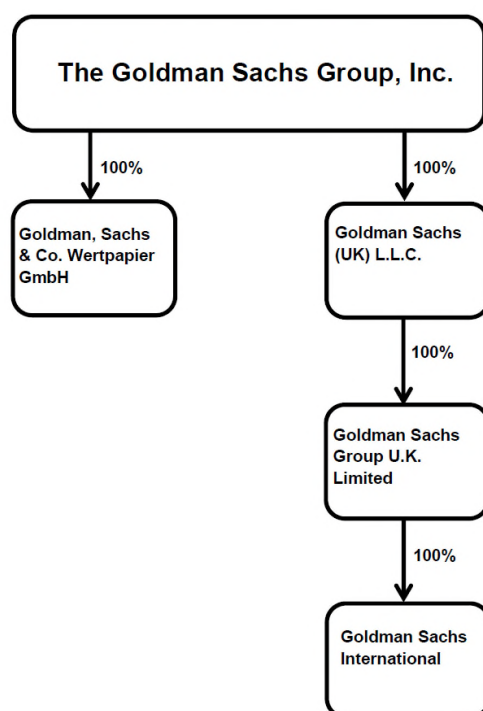 The Goldman Sachs Group, Inc.
100%
100%
Goldman, Sachs
& Co. Wertpapier
GmbH
Goldman Sachs
(UK) L.L.C.
100%
Goldman Sachs
Group U.K.
Limited
100%
Goldman Sachs
International